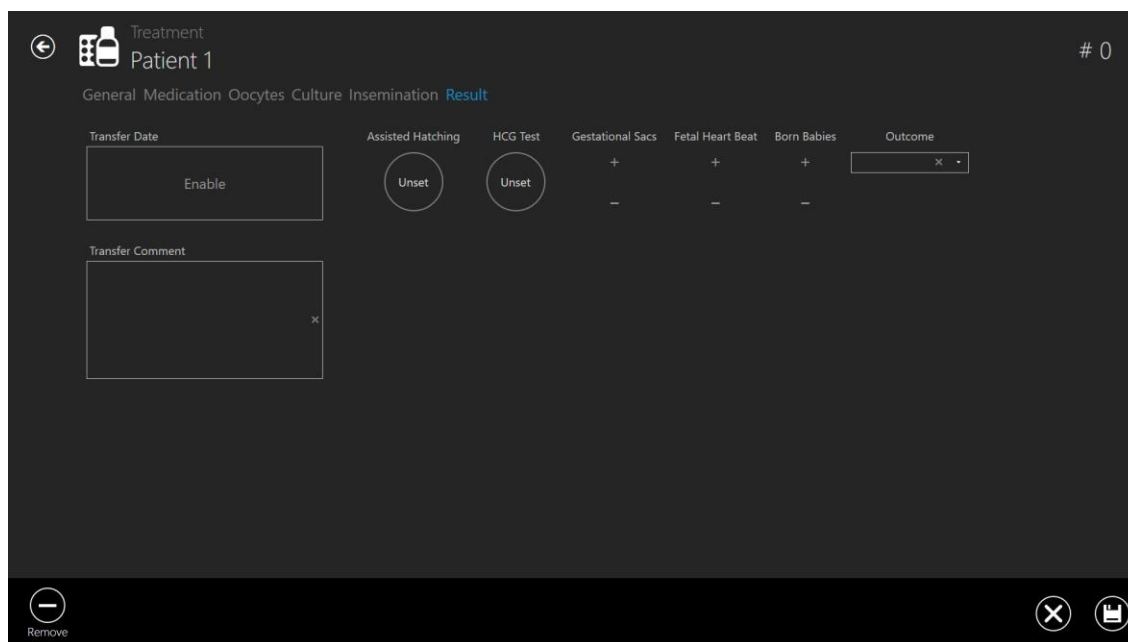 Treatment
Patient 1
# 0
General Medication Oocytes Culture Insemination Result
Transfer Date
Assisted Hatching
HCG Test
Gestational Sacs
Fetal Heart Beat
Born Babies
Outcome
+ + +
Enable
Unset
Unset
− − −
Transfer Comment
Remove